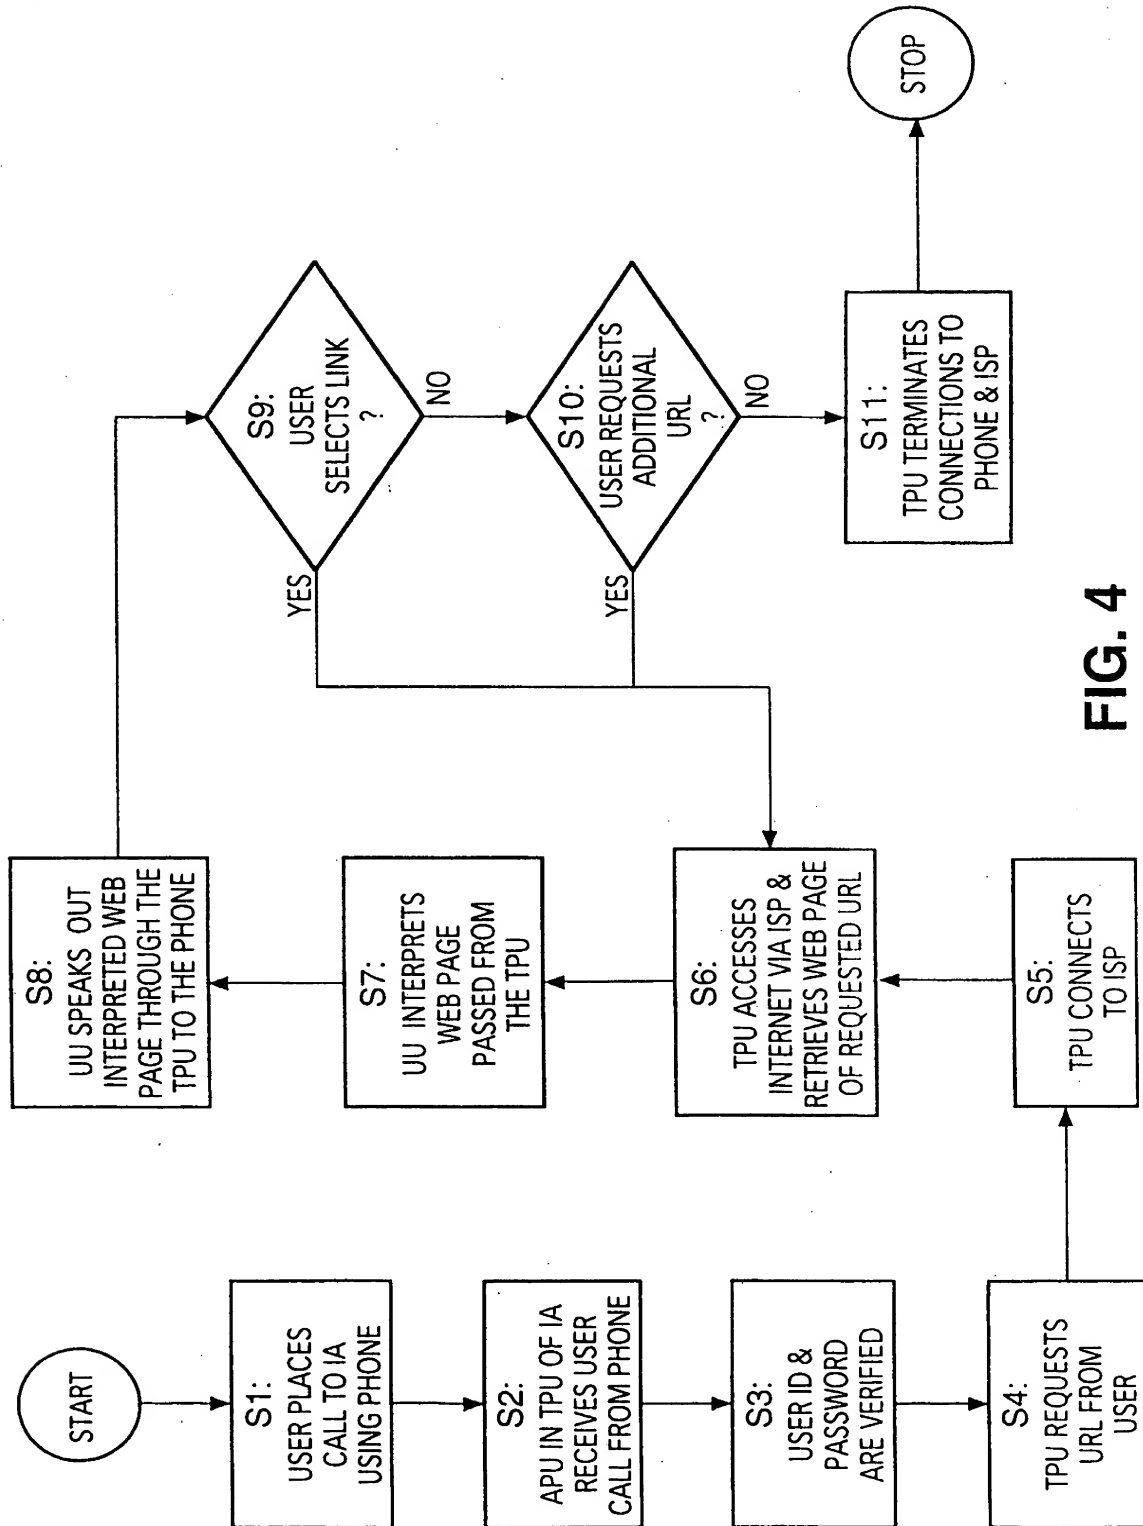 START
S1:
USER PLACES
CALL TO IA
USING PHONE
S2:
APU IN TPU OF IA
RECEIVES USER
CALL FROM PHONE
S3:
USER ID &
PASSWORD
ARE VERIFIED
S4:
TPU REQUESTS
URL FROM
USER
S5:
TPU CONNECTS
TO ISP
S6:
TPU ACCESSES
INTERNET VIA ISP &
RETRIEVES WEB PAGE
OF REQUESTED URL
S7:
UU INTERPRETS
WEB PAGE
PASSED FROM
THE TPU
S8:
UU SPEAKS OUT
INTERPRETED WEB
PAGE THROUGH THE
TPU TO THE PHONE
S9:
USER
SELECTS LINK
?
YES
NO
S10:
USER REQUESTS
ADDITIONAL
URL
?
YES
NO
S11:
TPU TERMINATES
CONNECTIONS TO
PHONE & ISP
STOP
FIG. 4